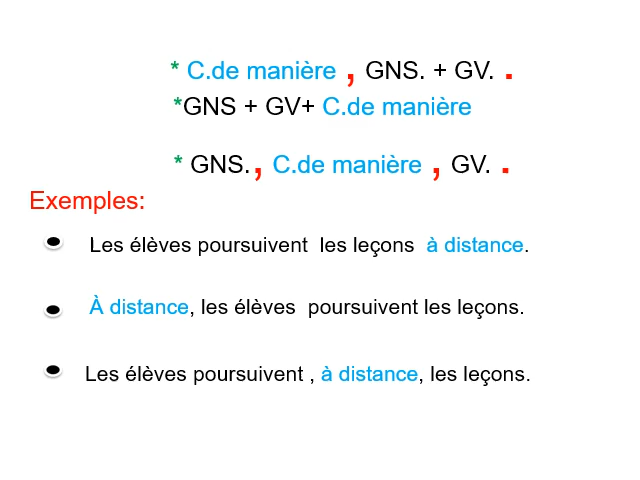 * C.de manière , GNS. + GV. .
*GNS + GV+ C.de manière
* GNS. , C.de manière , GV. .
Exemples:
Les élèves poursuivent les leçons à distance.
À distance, les élèves poursuivent les leçons.
Les élèves poursuivent , à distance, les leçons.